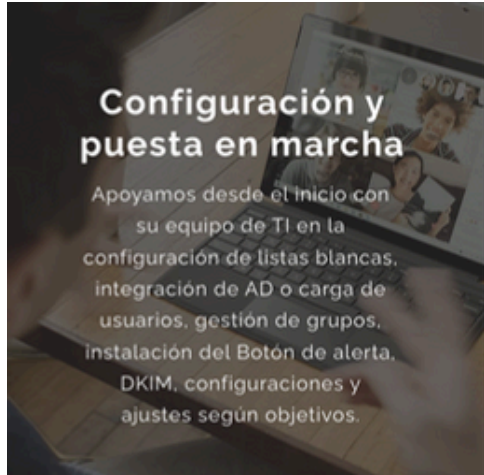 Configuración y
puesta en marcha
Apoyamos desde el inicio con
su equipo de TI en la
configuración de listas blancas,
integración de AD o carga de
usuarios, gestión de grupos,
instalación del Botón de alerta,
DKIM, configuraciones y
ajustes según objetivos.